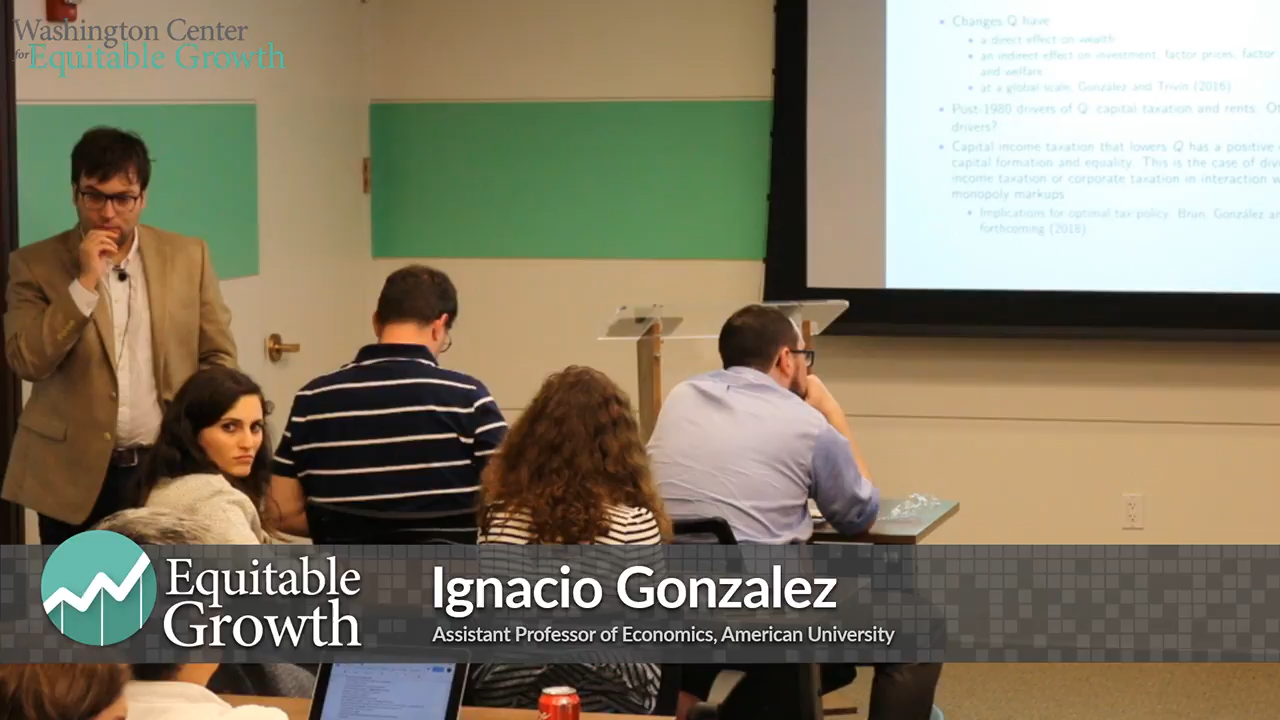 Washington Center
for Equitable Growth
Changes Q have
a direct effect on wealth
an indirect effect on investment, factor prices, factor
and welfare
at a global scale, González and Trivin (2016)
Post-1980 drivers of Q: capital taxation and rents.
drivers?
Capital income taxation that lowers Q has a positive
capital formation and equality. This is the case of
income taxation or corporate taxation in interaction
monopoly markups
Implications for optimal tax policy. Brun, González
forthcoming (2018)
Equitable
Growth
Ignacio Gonzalez
Assistant Professor of Economics, American University